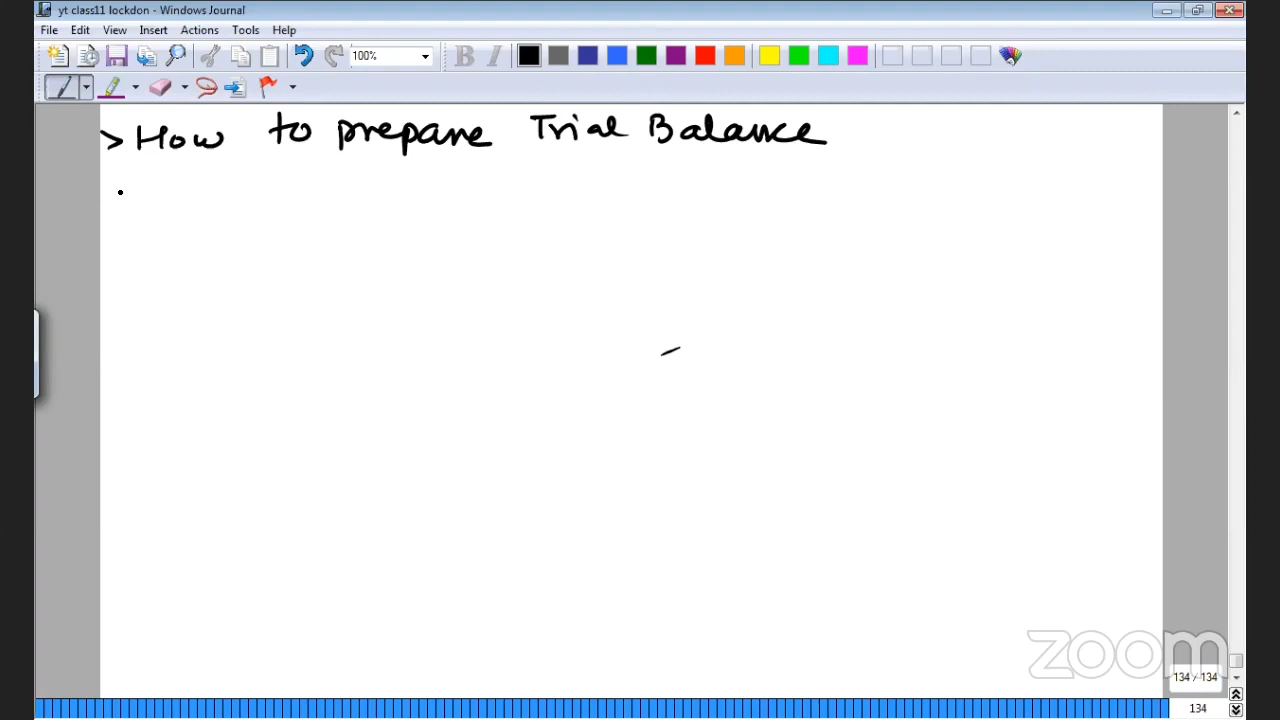 yt class11 lockdon - Windows Journal
File Edit View Insert Actions Tools Help
100% B I
> How to prepare Trial Balance
zoom
134 / 134
134